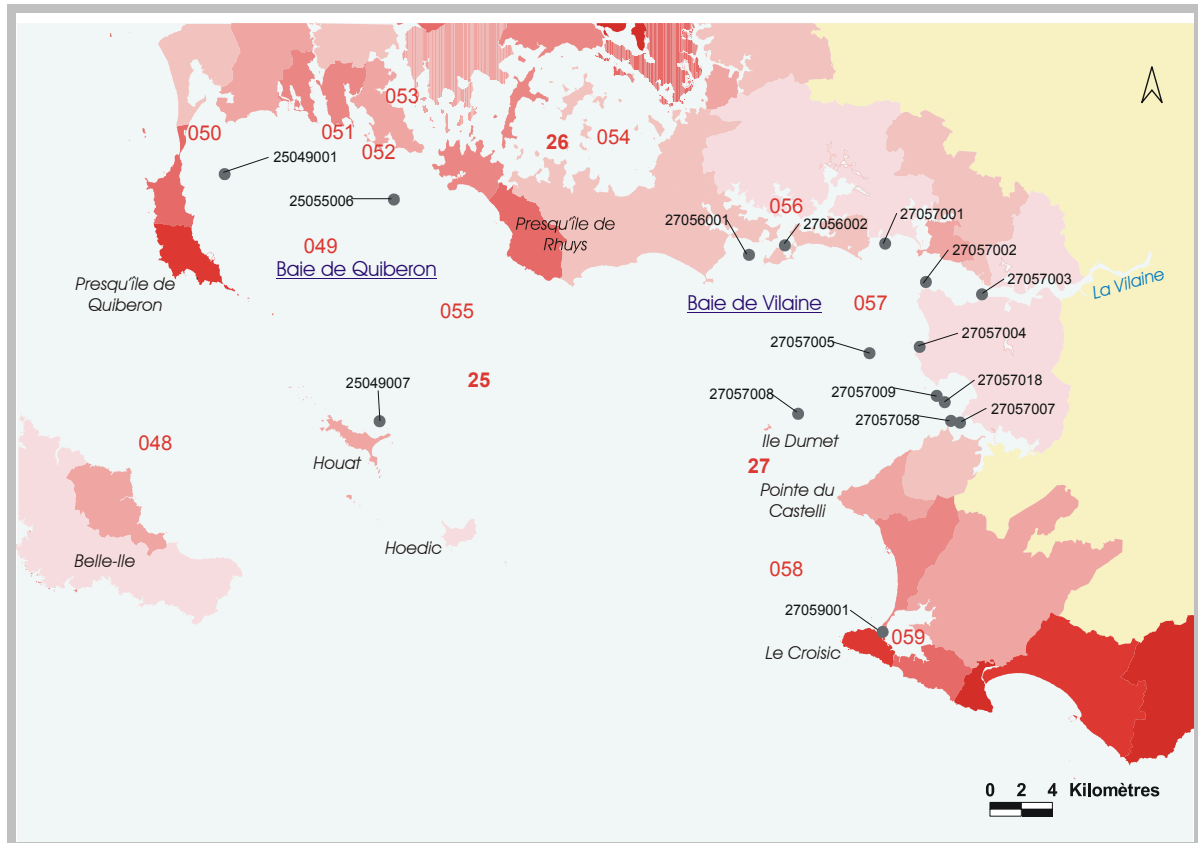 053
050
051
052
26
054
25049001
25055006
056
27056001
27056002
27057001
049
Presqu'île de
Rhuys
27057002
Baie de Quiberon
27057003
Presqu'île de
Quiberon
La Vilaine
055
Baie de Vilaine
057
27057005
27057004
25049007
25
27057009
27057018
27057008
27057058
27057007
048
Houat
Ile Dumet
27
Pointe du
Castelli
Belle-Ile
Hoedic
058
27059001
059
Le Croisic
0 2 4 Kilomètres